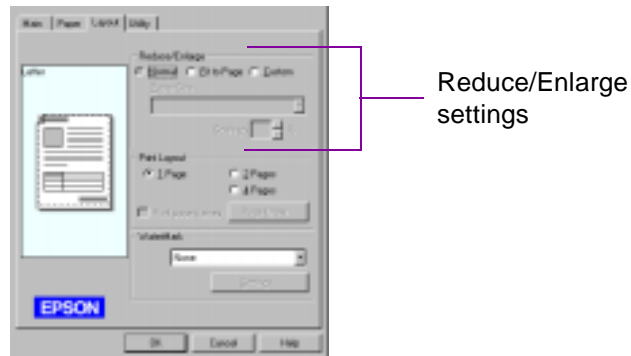 Main Paper Layout Utility
Reduce/Enlarge
Letter
Normal Fit to Page Custom
Print Layout
1 Page 2 Pages
4 Pages
Watermark
None
EPSON
OK Cancel Help
Reduce/Enlarge
settings